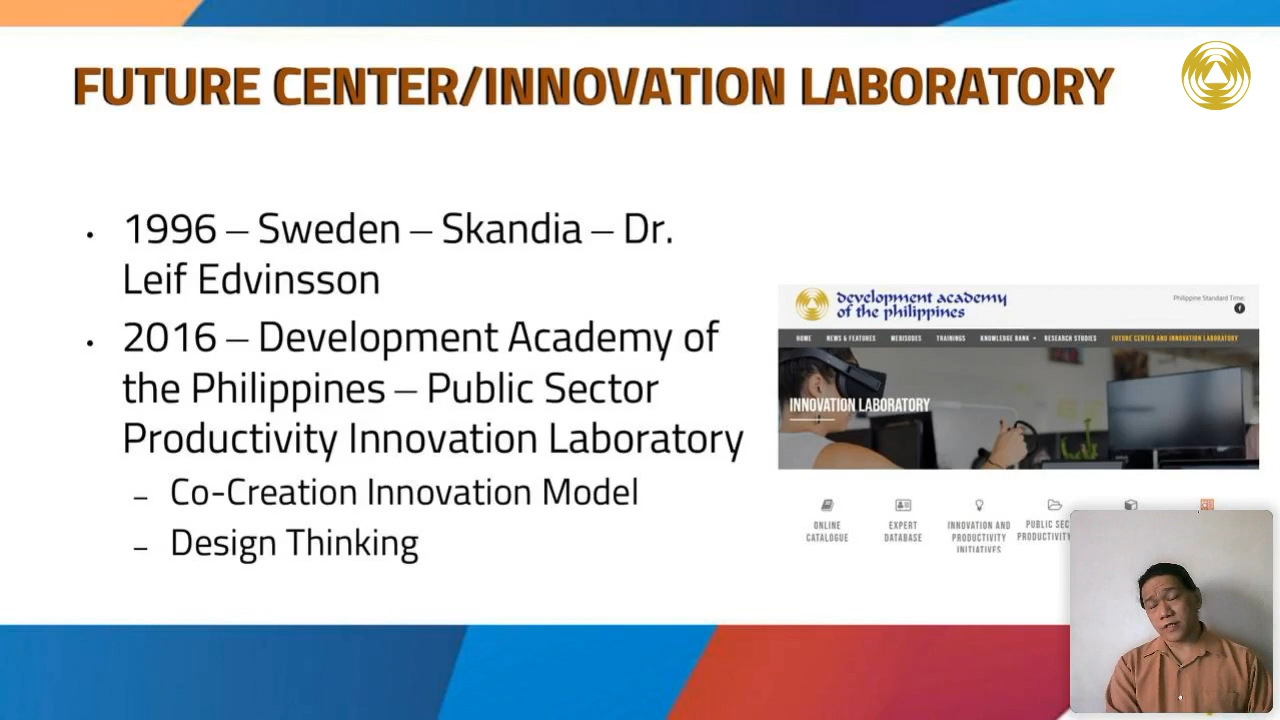 FUTURE CENTER/INNOVATION LABORATORY
• 1996 – Sweden – Skandia – Dr.
Leif Edvinsson
• 2016 – Development Academy of
the Philippines – Public Sector
Productivity Innovation Laboratory
– Co-Creation Innovation Model
– Design Thinking
development academy
of the philippines
Philippine Standard Time:
HOME NEWS & FEATURES WEBISODES TRAININGS KNOWLEDGE BANK RESEARCH STUDIES FUTURE CENTER AND INNOVATION LABORATORY
INNOVATION LABORATORY
ONLINE
CATALOGUE
EXPERT
DATABASE
INNOVATION AND
PRODUCTIVITY
INITIATIVES
PUBLIC SEC
PRODUCTIVITY